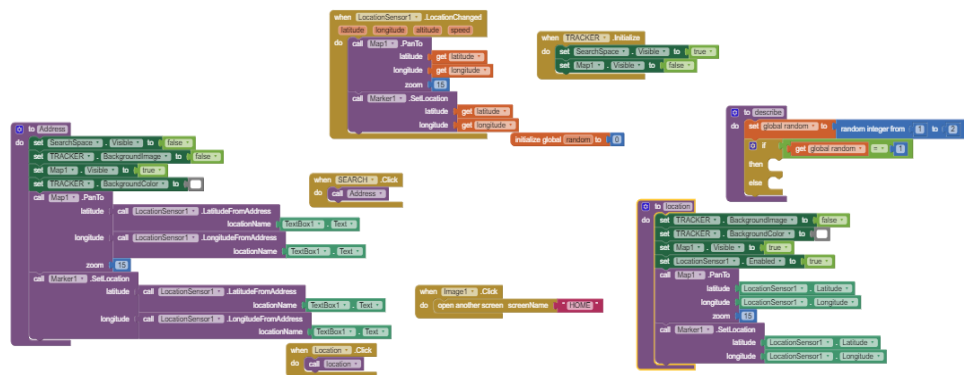 when LocationSensor1 .LocationChanged
latitude longitude altitude speed
do call Map1 .PanTo
latitude get latitude
longitude get longitude
zoom 15
call Marker1 .SetLocation
latitude get latitude
longitude get longitude
when TRACKER .Initialize
do set SearchSpace . Visible to true
set Map1 . Visible to false
initialize global random to 0
to Address
do set SearchSpace . Visible to false
set TRACKER . BackgroundImage to false
set Map1 . Visible to true
set TRACKER . BackgroundColor to
call Map1 .PanTo
latitude call LocationSensor1 .LatitudeFromAddress
locationName TextBox1 . Text
longitude call LocationSensor1 .LongitudeFromAddress
locationName TextBox1 . Text
zoom 15
call Marker1 .SetLocation
latitude call LocationSensor1 .LatitudeFromAddress
locationName TextBox1 . Text
longitude call LocationSensor1 .LongitudeFromAddress
locationName TextBox1 . Text
when SEARCH .Click
do call Address
when Image1 .Click
do open another screen screenName " HOME "
when Location .Click
do call location
to describe
do set global random to random integer from 1 to 2
if get global random = 1
then
else
to location
do set TRACKER . BackgroundImage to false
set TRACKER . BackgroundColor to
set Map1 . Visible to true
set LocationSensor1 . Enabled to true
call Map1 .PanTo
latitude LocationSensor1 . Latitude
longitude LocationSensor1 . Longitude
zoom 15
call Marker1 .SetLocation
latitude LocationSensor1 . Latitude
longitude LocationSensor1 . Longitude